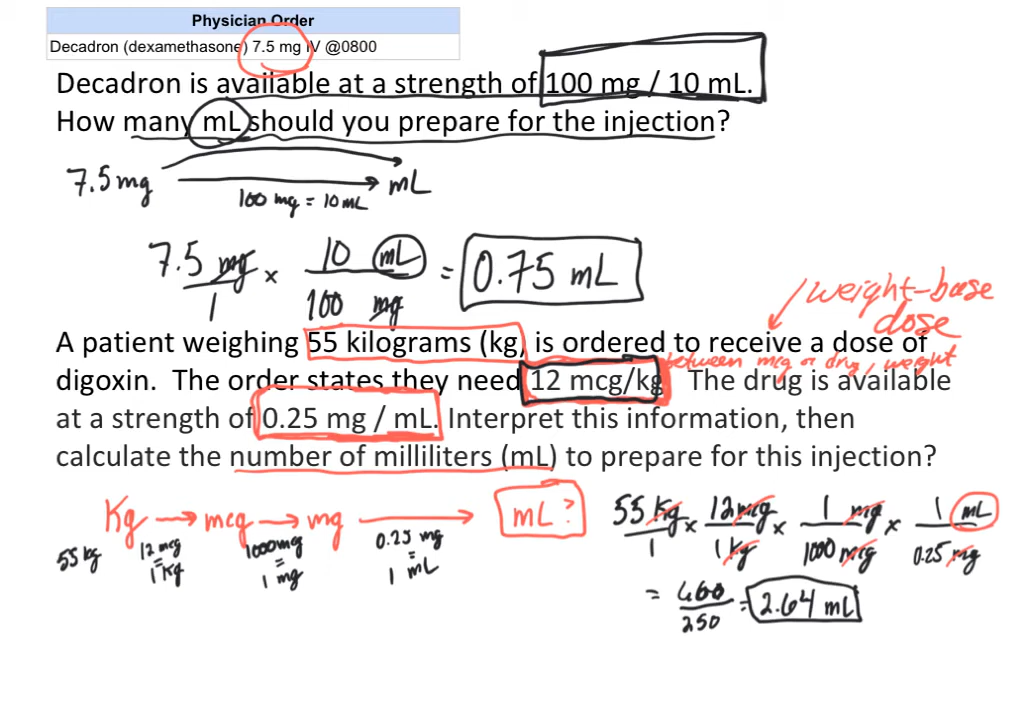 Physician Order
Decadron (dexamethasone) 7.5 mg IV @0800
Decadron is available at a strength of 100 mg / 10 mL.
How many mL should you prepare for the injection?
7.5 mg → mL
100 mg = 10 mL
7.5 mg / 1 × 10 mL / 100 mg = 0.75 mL
weight-base
dose
A patient weighing 55 kilograms (kg) is ordered to receive a dose of
between mcg or drug, weight
digoxin. The order states they need 12 mcg/kg The drug is available
at a strength of 0.25 mg / mL. Interpret this information, then
calculate the number of milliliters (mL) to prepare for this injection?
Kg → mcg → mg → mL?
55 kg 12 mcg = 1 kg 1000 mcg = 1 mg 0.25 mg = 1 mL
55 kg / 1 × 12 mcg / 1 kg × 1 mg / 1000 mcg × 1 mL / 0.25 mg
= 660 / 250 = 2.64 mL